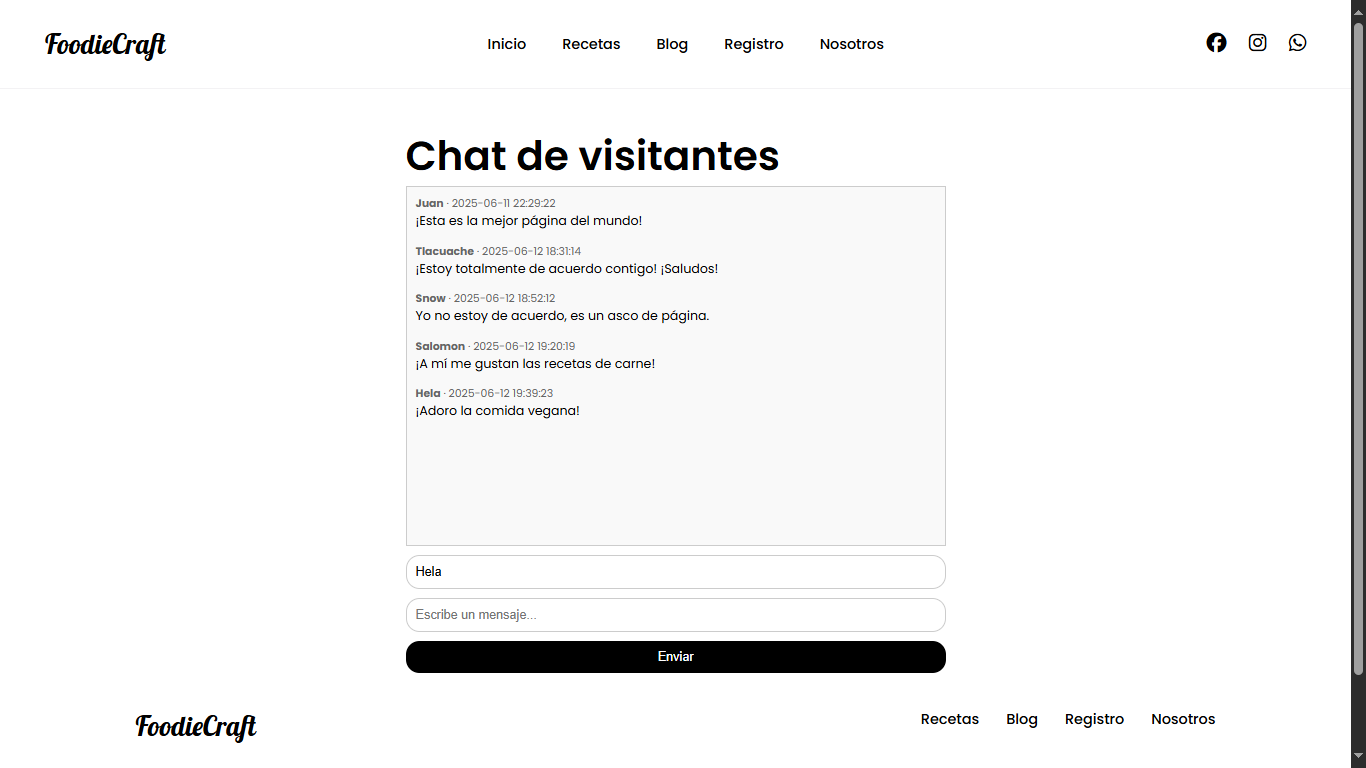 FoodieCraft
Inicio Recetas Blog Registro Nosotros
Chat de visitantes
Juan · 2025-06-11 22:29:22
¡Esta es la mejor página del mundo!
Tlacuache · 2025-06-12 18:31:14
¡Estoy totalmente de acuerdo contigo! ¡Saludos!
Snow · 2025-06-12 18:52:12
Yo no estoy de acuerdo, es un asco de página.
Salomon · 2025-06-12 19:20:19
¡A mí me gustan las recetas de carne!
Hela · 2025-06-12 19:39:23
¡Adoro la comida vegana!
Hela
Escribe un mensaje...
Enviar
FoodieCraft
Recetas Blog Registro Nosotros